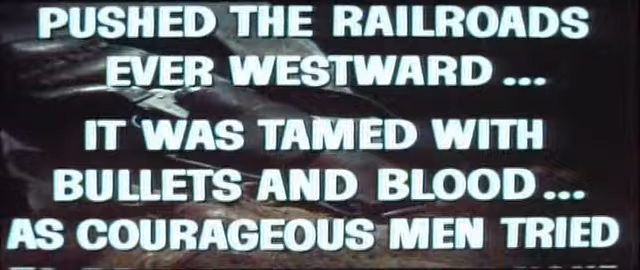 PUSHED THE RAILROADS
EVER WESTWARD...
IT WAS TAMED WITH
BULLETS AND BLOOD...
AS COURAGEOUS MEN TRIED